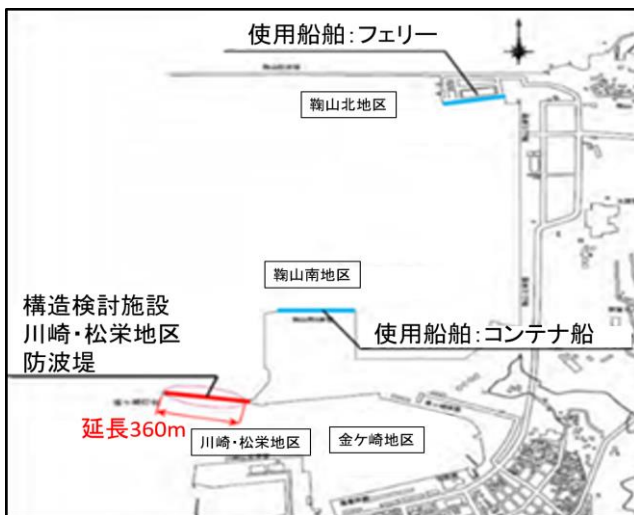 使用船舶：フェリー
鞠山北地区
鞠山南地区
構造検討施設
川崎・松栄地区
防波堤
使用船舶：コンテナ船
延長360m
川崎・松栄地区
金ケ崎地区